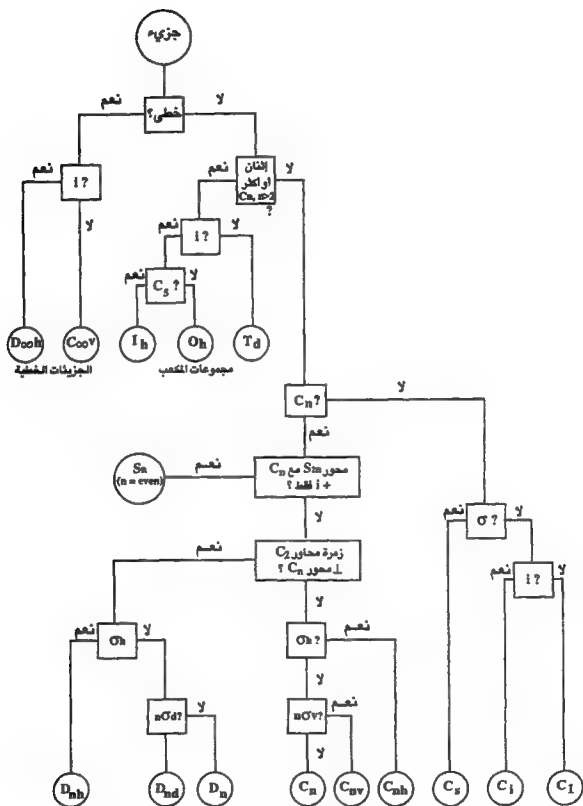 جزيء
نعم
لا
خطى؟
نعم
i ?
لا
نعم
إثنان
أو أكثر
Cn, n>2
?
لا
نعم
i ?
لا
نعم
C5 ?
لا
D∞h
C∞v
Ih
Oh
Td
الجزيئات الخطية
مجموعات المكعب
Cn ?
لا
نعم
Sn
(n = even)
نعم
محور S2n مع Cn
+ i فقط ؟
لا
نعم
زمرة محاور C2
⊥ محور Cn ؟
لا
نعم
σ ?
لا
نعم
i ?
لا
نعم
σh
لا
σh ?
نعم
لا
nσd?
لا
nσv?
نعم
لا
Dnh
Dnd
Dn
Cn
Cnv
Cnh
Cs
Ci
C1